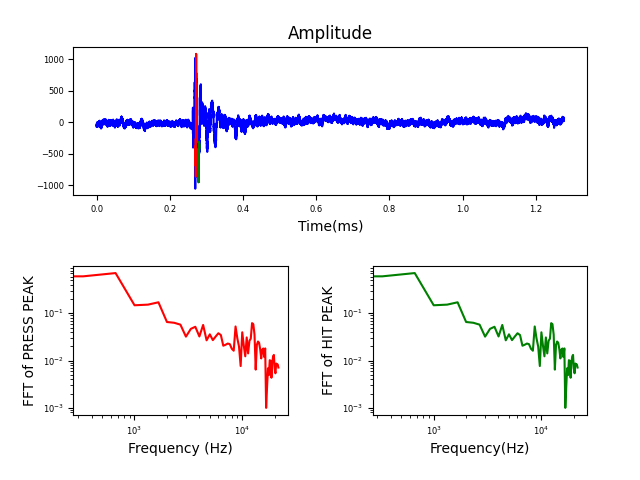 Amplitude
1000
500
0
−500
−1000
0.0 0.2 0.4 0.6 0.8 1.0 1.2
Time(ms)
FFT of PRESS PEAK
10⁻¹
10⁻²
10⁻³
10³ 10⁴
Frequency (Hz)
FFT of HIT PEAK
10⁻¹
10⁻²
10⁻³
10³ 10⁴
Frequency(Hz)